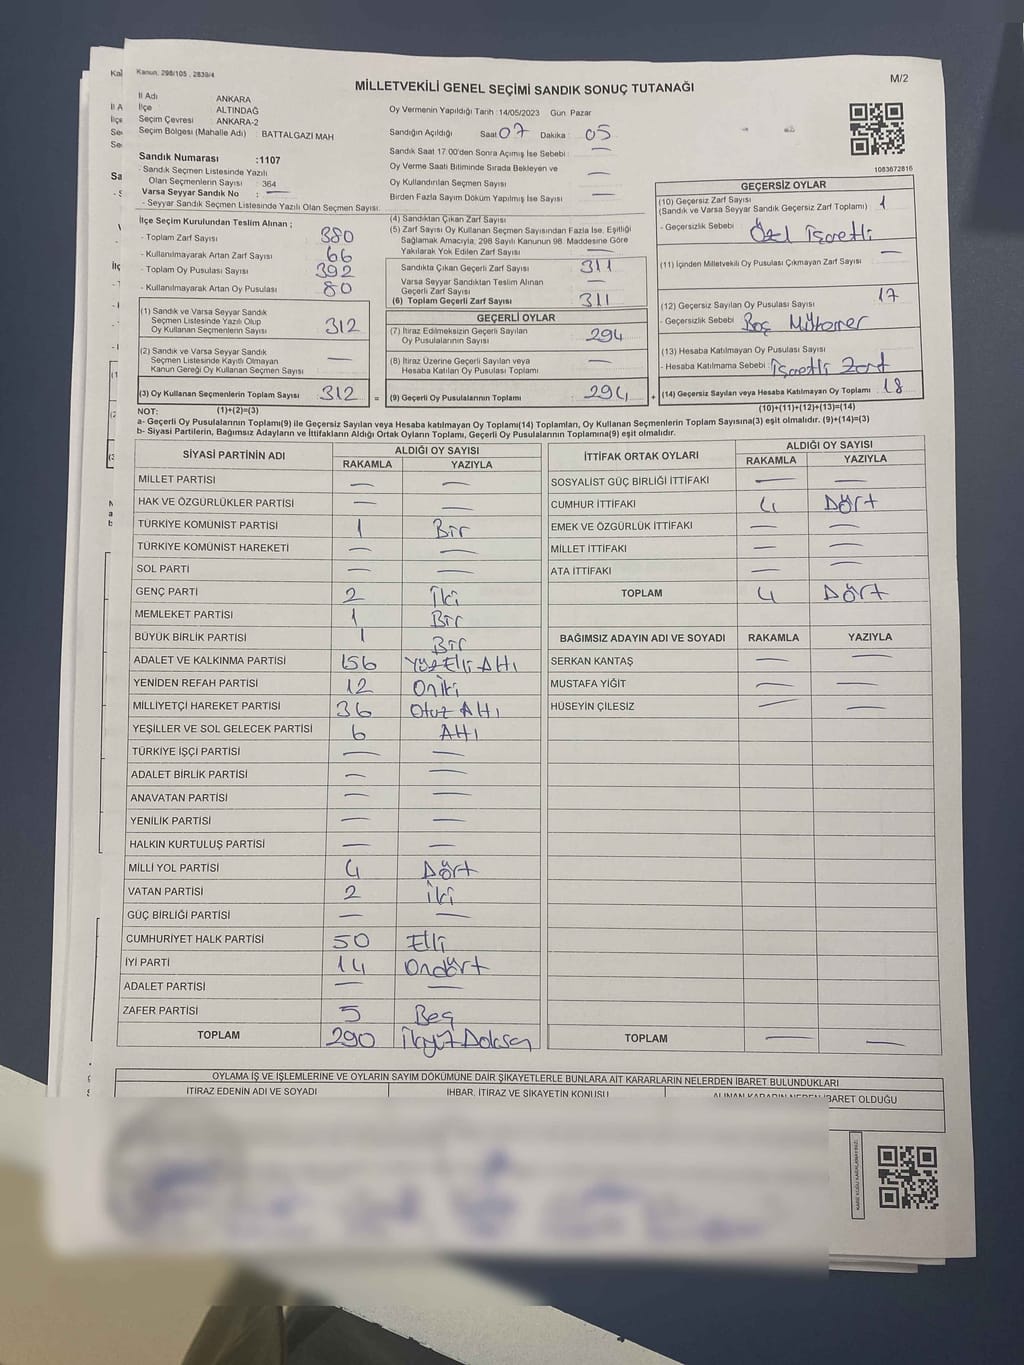 Kanun: 298/105 , 2839/4
M/2
MİLLETVEKİLİ GENEL SEÇİMİ SANDIK SONUÇ TUTANAĞI
İl Adı ANKARA
İlçe ALTINDAĞ
Seçim Çevresi ANKARA-2
Seçim Bölgesi (Mahalle Adı) : BATTALGAZI MAH
Sandık Numarası :1107
- Sandık Seçmen Listesinde Yazılı
Olan Seçmenlerin Sayısı : 364
Varsa Seyyar Sandık No : —
- Seyyar Sandık Seçmen Listesinde Yazılı Olan Seçmen Sayısı:
Oy Vermenin Yapıldığı Tarih :14/05/2023 Gün Pazar
Sandığın Açıldığı Saat 07 Dakika : 05
Sandık Saat 17:00'den Sonra Açılmış İse Sebebi : —
Oy Verme Saati Bitiminde Sırada Bekleyen ve
Oy Kullandırılan Seçmen Sayısı : —
Birden Fazla Sayım Döküm Yapılmış İse Sayısı : —
1083672816
İlçe Seçim Kurulundan Teslim Alınan ;
- Toplam Zarf Sayısı : 380
- Kullanılmayarak Artan Zarf Sayısı : 66
- Toplam Oy Pusulası Sayısı : 392
- Kullanılmayarak Artan Oy Pusulası : 80
(1) Sandık ve Varsa Seyyar Sandık
Seçmen Listesinde Yazılı Olup
Oy Kullanan Seçmenlerin Sayısı : 312
(2) Sandık ve Varsa Seyyar Sandık
Seçmen Listesinde Kayıtlı Olmayan
Kanun Gereği Oy Kullanan Seçmen Sayısı : —
(3) Oy Kullanan Seçmenlerin Toplam Sayısı : 312 =
(4) Sandıktan Çıkan Zarf Sayısı
(5) Zarf Sayısı Oy Kullanan Seçmen Sayısından Fazla İse, Eşitliği
Sağlamak Amacıyla; 298 Sayılı Kanunun 98. Maddesine Göre
Yakılarak Yok Edilen Zarf Sayısı : —
Sandıkta Çıkan Geçerli Zarf Sayısı : 311
Varsa Seyyar Sandıktan Teslim Alınan
Geçerli Zarf Sayısı : —
(6) Toplam Geçerli Zarf Sayısı : 311
GEÇERLİ OYLAR
(7) İtiraz Edilmeksizin Geçerli Sayılan
Oy Pusulalarının Sayısı : 294
(8) İtiraz Üzerine Geçerli Sayılan veya
Hesaba Katılan Oy Pusulası Toplamı : —
(9) Geçerli Oy Pusulalarının Toplamı : 294 +
GEÇERSİZ OYLAR
(10) Geçersiz Zarf Sayısı
(Sandık ve Varsa Seyyar Sandık Geçersiz Zarf Toplamı) : 1
- Geçersizlik Sebebi : Özel işaretli
(11) İçinden Milletvekili Oy Pusulası Çıkmayan Zarf Sayısı : —
(12) Geçersiz Sayılan Oy Pusulası Sayısı : 17
- Geçersizlik Sebebi : Boş Mükerrer
(13) Hesaba Katılmayan Oy Pusulası Sayısı
- Hesaba Katılmama Sebebi : işaretli Zarf
(14) Geçersiz Sayılan veya Hesaba Katılmayan Oy Toplamı : 18
NOT: (1)+(2)=(3) (10)+(11)+(12)+(13)=(14)
a- Geçerli Oy Pusulasının Toplamı(9) ile Geçersiz Sayılan veya Hesaba katılmayan Oy Toplamı(14) Toplamları, Oy Kullanan Seçmenlerin Toplam Sayısına(3) eşit olmalıdır. (9)+(14)=(3)
b- Siyasi Partilerin, Bağımsız Adayların ve İttifakların Aldığı Ortak Oyların Toplamı, Geçerli Oy Pusulalarının Toplamına(9) eşit olmalıdır.
SİYASİ PARTİNİN ADI ALDIĞI OY SAYISI
RAKAMLA YAZIYLA
MİLLET PARTİSİ — —
HAK VE ÖZGÜRLÜKLER PARTİSİ — —
TÜRKİYE KOMÜNİST PARTİSİ 1 Bir
TÜRKİYE KOMÜNİST HAREKETİ — —
SOL PARTİ — —
GENÇ PARTİ 2 İki
MEMLEKET PARTİSİ 1 Bir
BÜYÜK BİRLİK PARTİSİ 1 Bir
ADALET VE KALKINMA PARTİSİ 156 YüzElli Altı
YENİDEN REFAH PARTİSİ 12 Oniki
MİLLİYETÇİ HAREKET PARTİSİ 36 Otuz Altı
YEŞİLLER VE SOL GELECEK PARTİSİ 6 Altı
TÜRKİYE İŞÇİ PARTİSİ — —
ADALET BİRLİK PARTİSİ — —
ANAVATAN PARTİSİ — —
YENİLİK PARTİSİ — —
HALKIN KURTULUŞ PARTİSİ — —
MİLLİ YOL PARTİSİ 4 Dört
VATAN PARTİSİ 2 İki
GÜÇ BİRLİĞİ PARTİSİ — —
CUMHURİYET HALK PARTİSİ 50 Elli
İYİ PARTİ 14 Ondört
ADALET PARTİSİ — —
ZAFER PARTİSİ 5 Beş
TOPLAM 290 İkiyüz Doksan
İTTİFAK ORTAK OYLARI ALDIĞI OY SAYISI
RAKAMLA YAZIYLA
SOSYALİST GÜÇ BİRLİĞİ İTTİFAKI — —
CUMHUR İTTİFAKI 4 Dört
EMEK VE ÖZGÜRLÜK İTTİFAKI — —
MİLLET İTTİFAKI — —
ATA İTTİFAKI — —
TOPLAM 4 Dört
BAĞIMSIZ ADAYIN ADI VE SOYADI RAKAMLA YAZIYLA
SERKAN KANTAŞ — —
MUSTAFA YİĞİT — —
HÜSEYİN ÇİLESİZ — —
TOPLAM — —
OYLAMA İŞ VE İŞLEMLERİNE VE OYLARIN SAYIM DÖKÜMÜNE DAİR ŞİKAYETLERLE BUNLARA AİT KARARLARIN NELERDEN İBARET BULUNDUKLARI
İTİRAZ EDENİN ADI VE SOYADI İHBAR, İTİRAZ VE ŞİKAYETİN KONUSU ALINAN KARARIN NEDEN İBARET OLDUĞU